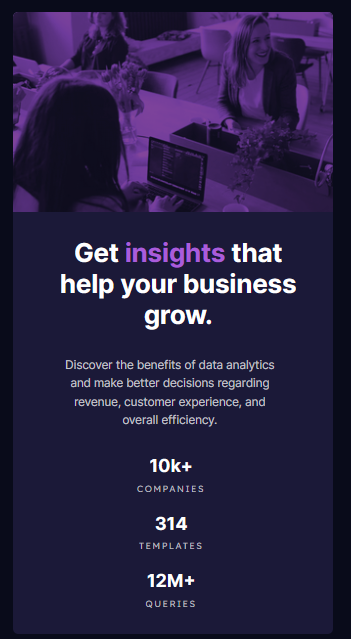 Get insights that
help your business
grow.
Discover the benefits of data analytics
and make better decisions regarding
revenue, customer experience, and
overall efficiency.
10k+
COMPANIES
314
TEMPLATES
12M+
QUERIES